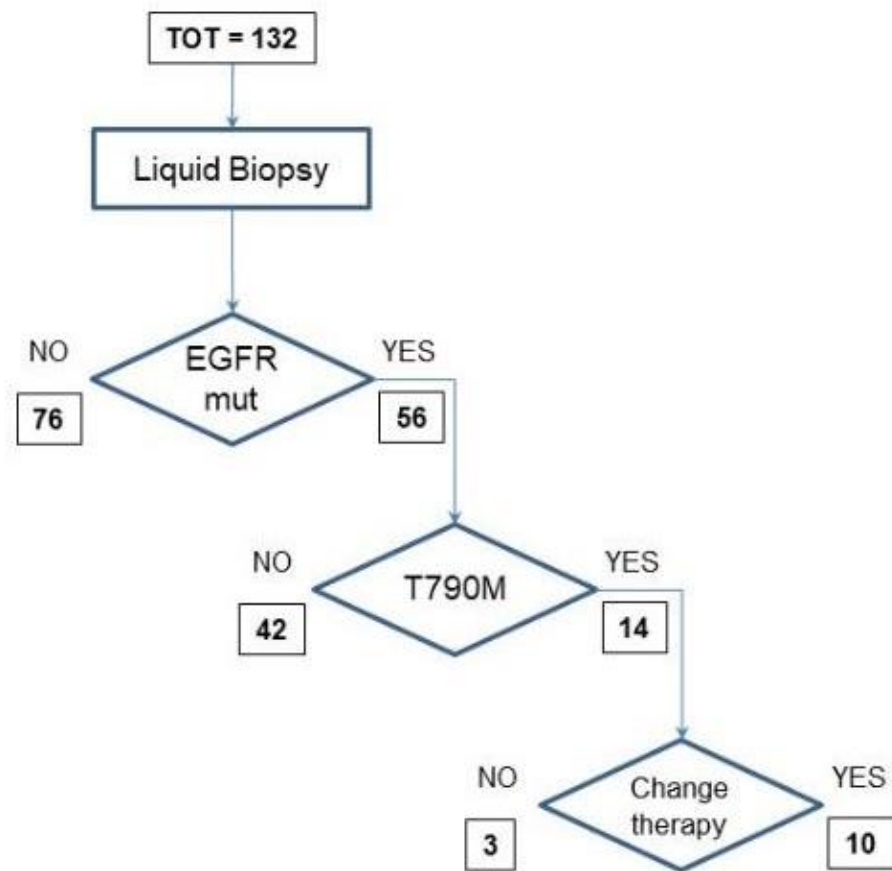 TOT = 132
Liquid Biopsy
NO
EGFR
mut
YES
76
56
NO
T790M
YES
42
14
NO
Change
therapy
YES
3
10